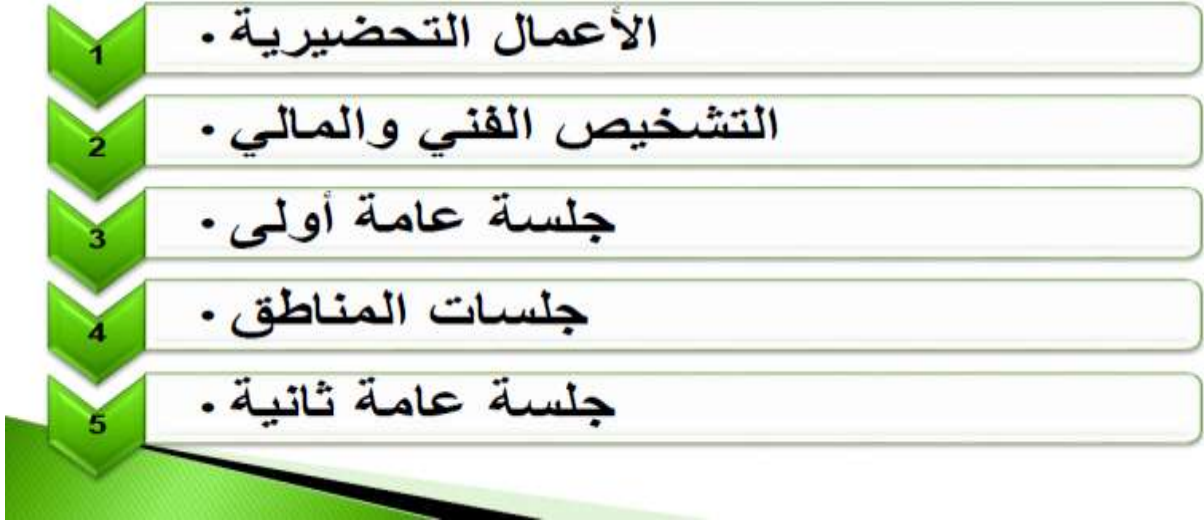 1 الأعمال التحضيرية •
2 التشخيص الفني والمالي •
3 جلسة عامة أولى •
4 جلسات المناطق •
5 جلسة عامة ثانية •